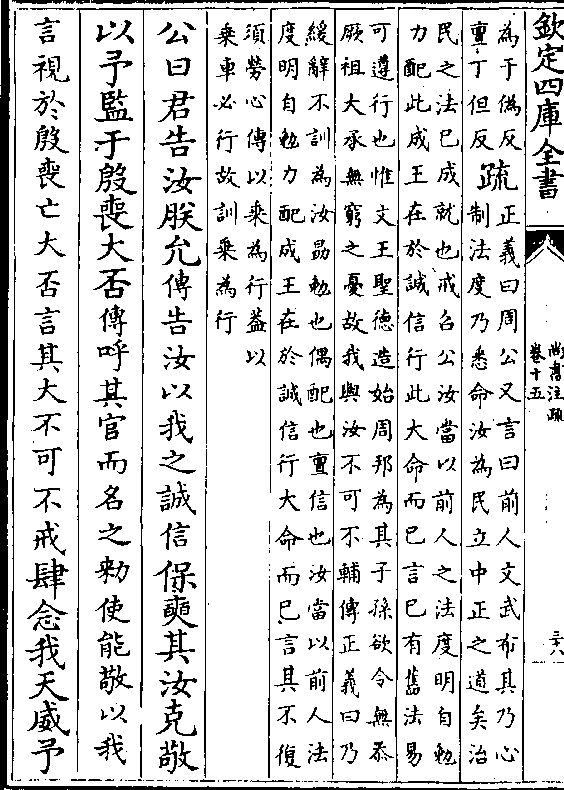 欽定四庫全書
尚書注疏
卷十五
二十八
為于偽反
亶丁但反
疏
正義曰周公又言曰前人文武布其乃心
制法度乃悉命汝為民立中正之道矣治
民之法已成就也戒召公汝當以前人之法度明自勉
力配此成王在於誠信行此大命而已言已有舊法易
可遵行也惟文王聖德造始周邦為其子孫欲令無忝
厥祖大承無窮之憂故我與汝不可不輔傳正義曰乃
緩辭不訓為汝勗勉也偶配也亶信也汝當以前人法
度明自勉力配成王在於誠信行大命而已言其不復
須勞心傳以乘為行葢以
乘車必行故訓乘為行
公曰君告汝朕允傳告汝以我之誠信保奭其汝克敬
以予監于殷喪大否傳呼其官而名之勑使能敬以我
言視於殷喪亡大否言其大不可不戒肆念我天威予